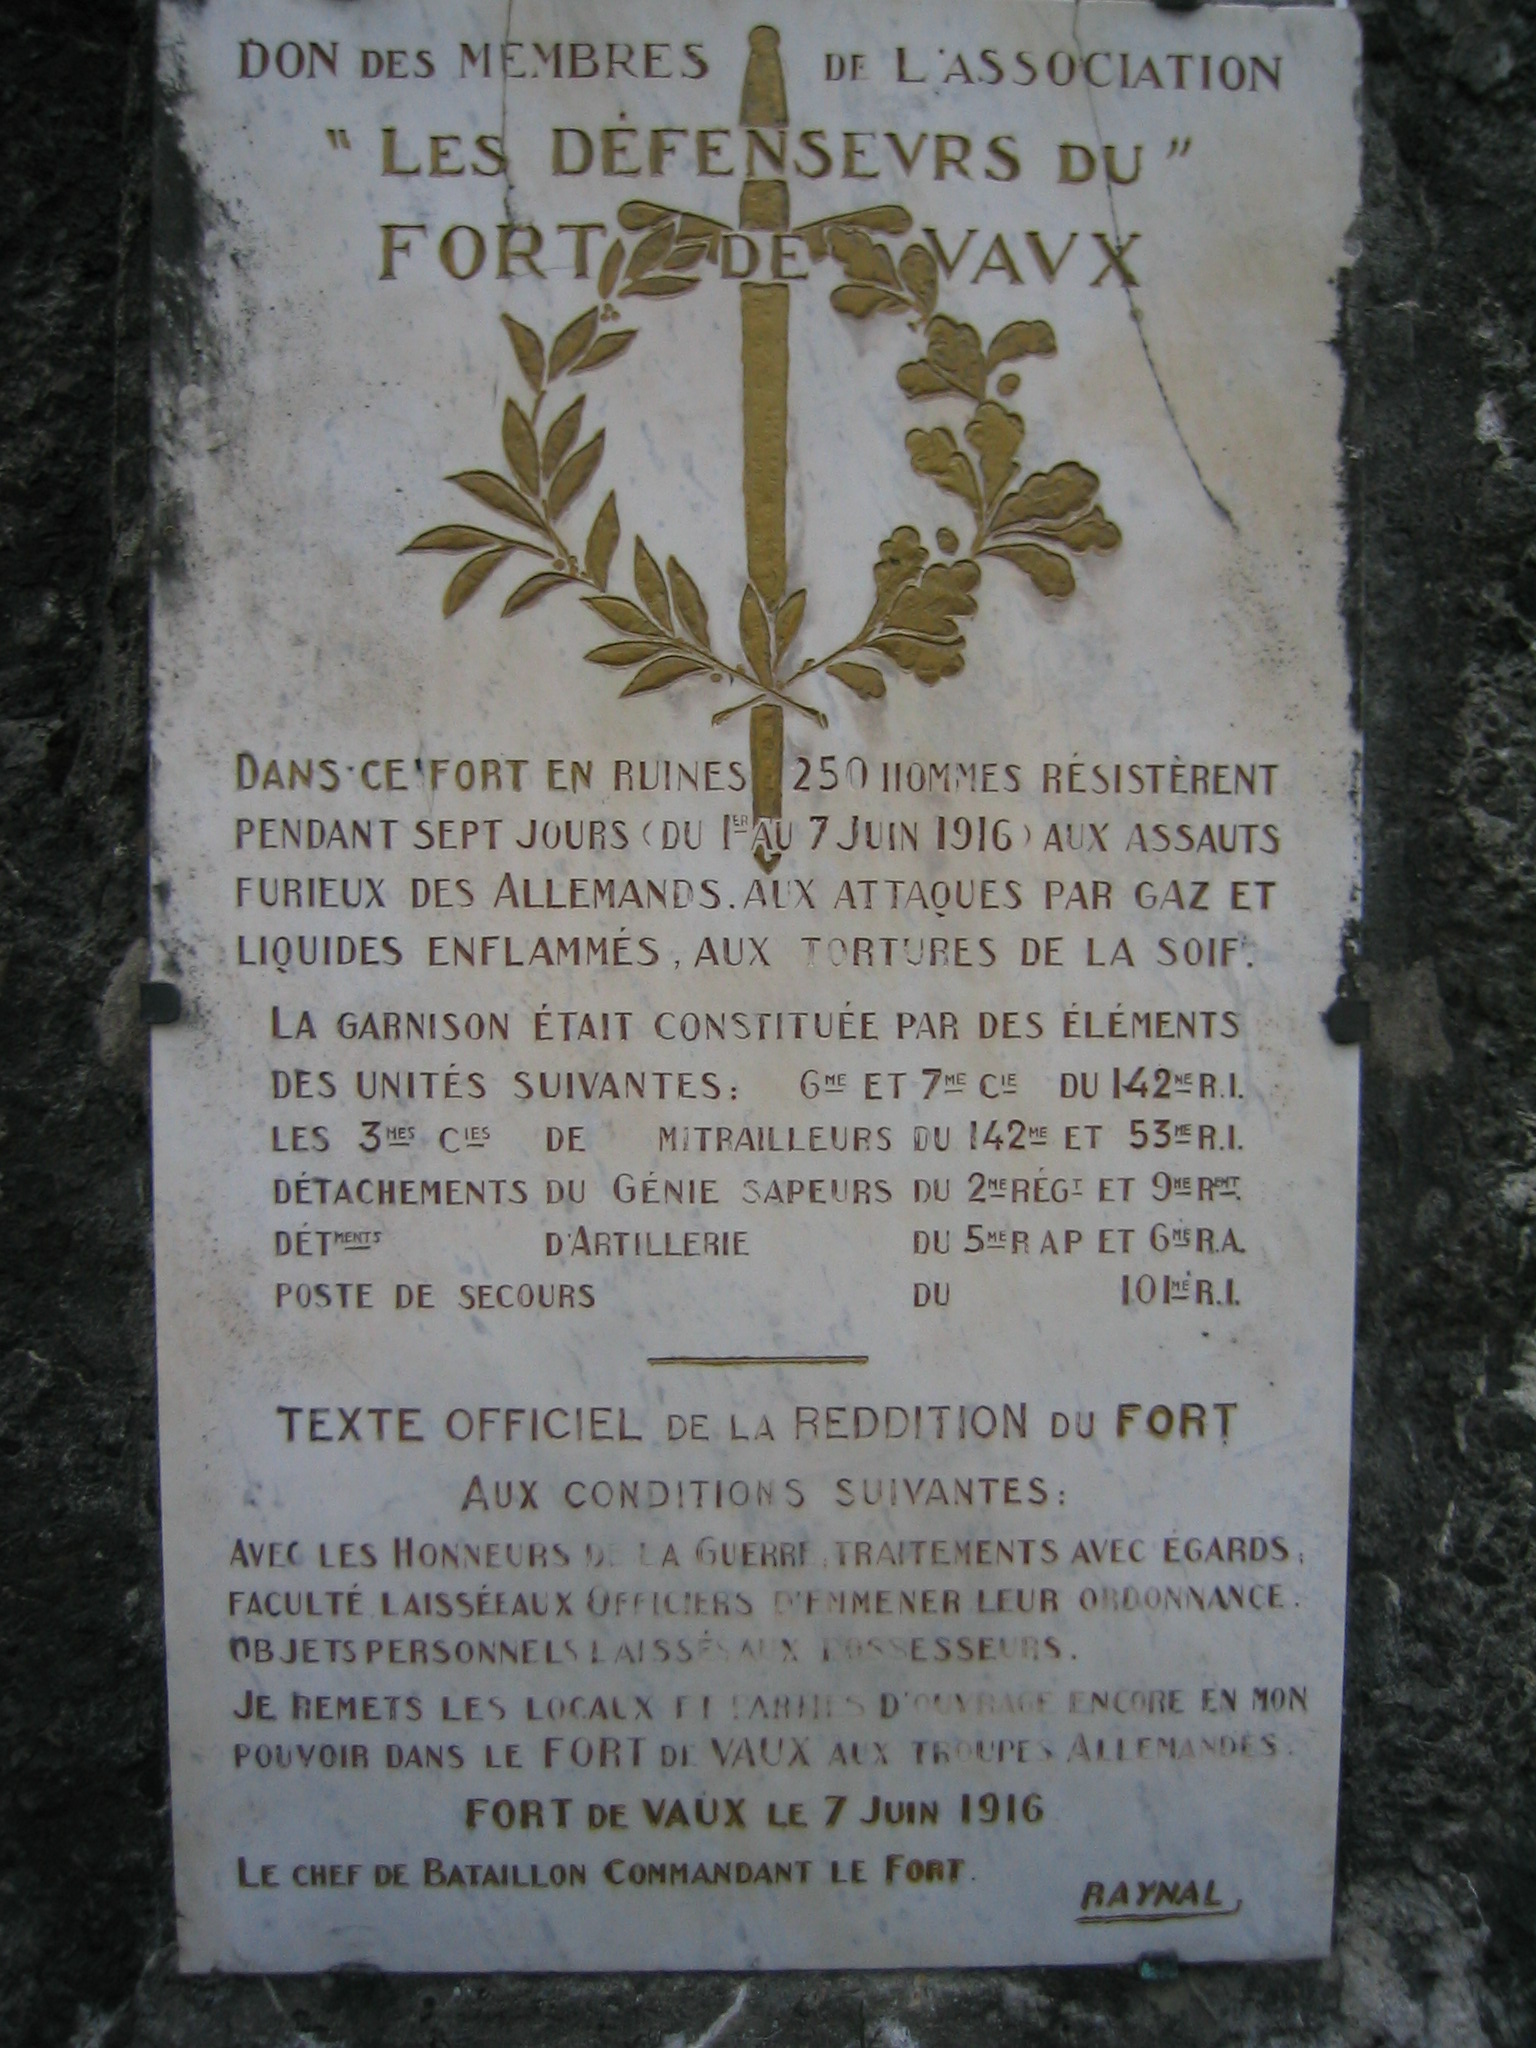 DON DES MEMBRES DE L'ASSOCIATION
" LES DÉFENSEVRS DU "
FORT DE VAVX
DANS CE FORT EN RUINES 250 HOMMES RÉSISTÈRENT
PENDANT SEPT JOURS (DU 1ER AU 7 JUIN 1916) AUX ASSAUTS
FURIEUX DES ALLEMANDS. AUX ATTAQUES PAR GAZ ET
LIQUIDES ENFLAMMÉS, AUX TORTURES DE LA SOIF.
LA GARNISON ÉTAIT CONSTITUÉE PAR DES ÉLÉMENTS
DES UNITÉS SUIVANTES: 6ME ET 7ME CIE DU 142ME R.I.
LES 3MES CIES DE MITRAILLEURS DU 142ME ET 53ME R.I.
DÉTACHEMENTS DU GÉNIE SAPEURS DU 2ME RÉGT ET 9ME REMT.
DÉTMENTS D'ARTILLERIE DU 5ME R A P ET 6ME R.A.
POSTE DE SECOURS DU 101ME R.I.
TEXTE OFFICIEL DE LA REDDITION DU FORT
AUX CONDITIONS SUIVANTES:
AVEC LES HONNEURS DE LA GUERRE, TRAITEMENTS AVEC ÉGARDS,
FACULTÉ LAISSÉE AUX OFFICIERS D'EMMENER LEUR ORDONNANCE.
OBJETS PERSONNELS LAISSÉS AUX POSSESSEURS.
JE REMETS LES LOCAUX ET PARTIES D'OUVRAGE ENCORE EN MON
POUVOIR DANS LE FORT DE VAUX AUX TROUPES ALLEMANDES.
FORT DE VAUX LE 7 JUIN 1916
LE CHEF DE BATAILLON COMMANDANT LE FORT.
RAYNAL,